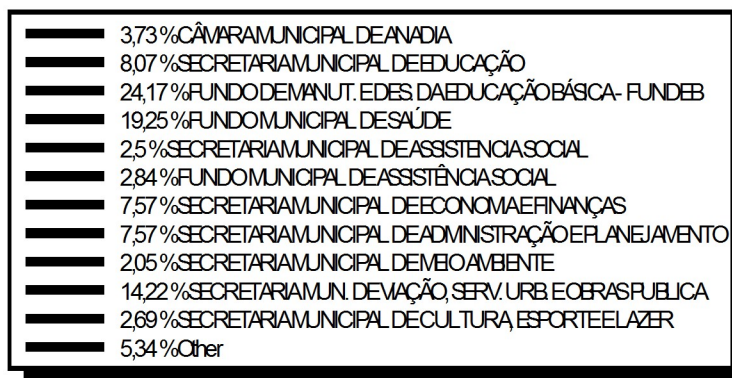 3,73 %CÂMARA MUNICIPAL DE ANADIA
8,07 %SECRETARIA MUNICIPAL DE EDUCAÇÃO
24,17 %FUNDO DE MANUT. E DES. DA EDUCAÇÃO BÁSICA - FUNDEB
19,25 %FUNDO MUNICIPAL DE SAÚDE
2,5 %SECRETARIA MUNICIPAL DE ASSISTENCIA SOCIAL
2,84 %FUNDO MUNICIPAL DE ASSISTÊNCIA SOCIAL
7,57 %SECRETARIA MUNICIPAL DE ECONOMIA E FINANÇAS
7,57 %SECRETARIA MUNICIPAL DE ADMINISTRAÇÃO E PLANEJAMENTO
2,05 %SECRETARIA MUNICIPAL DE MEIO AMBIENTE
14,22 %SECRETARIA MUN. DE VIAÇÃO, SERV. URB. E OBRAS PUBLICA
2,69 %SECRETARIA MUNICIPAL DE CULTURA, ESPORTE E LAZER
5,34 %Other